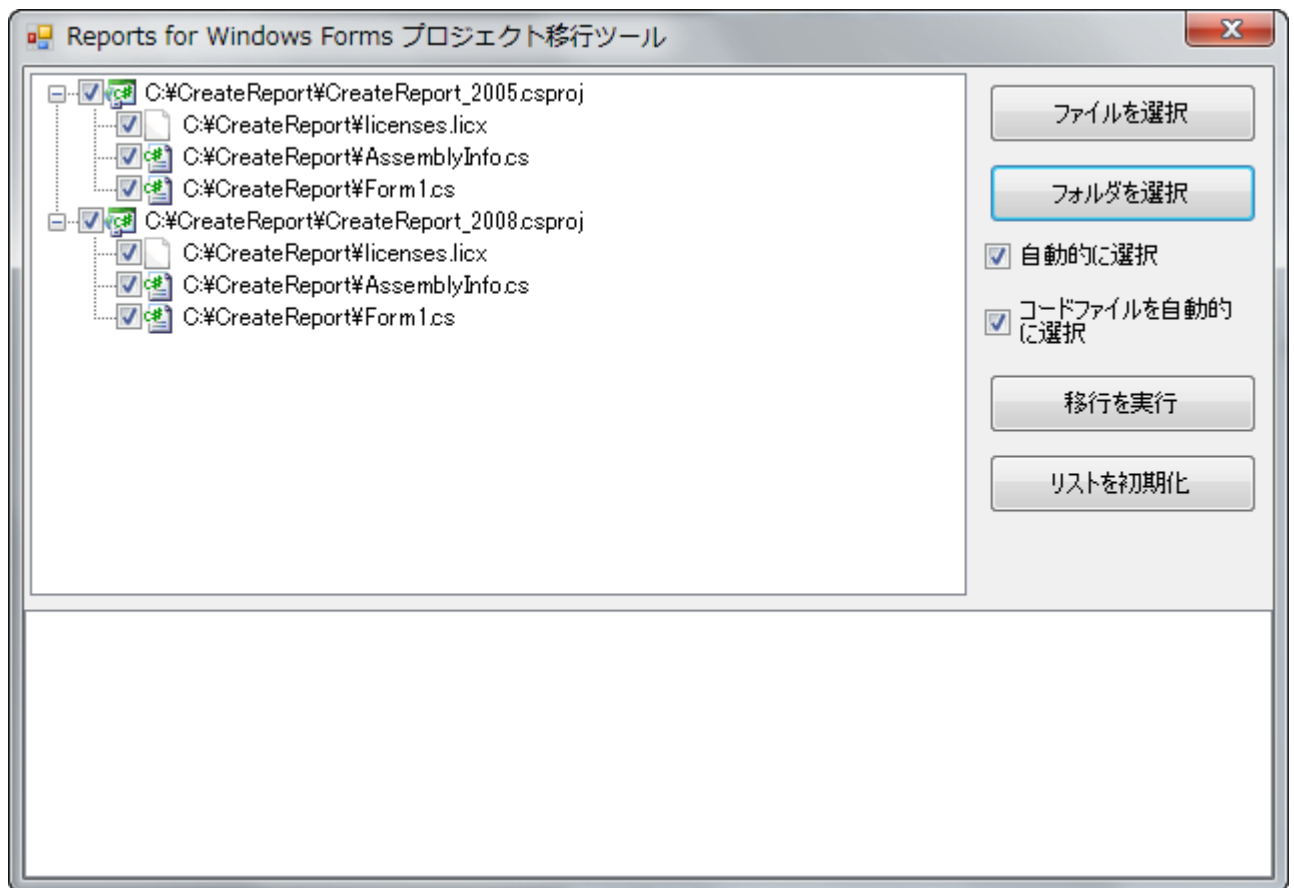 Reports for Windows Forms プロジェクト移行ツール
C:¥CreateReport¥CreateReport_2005.csproj
C:¥CreateReport¥licenses.licx
C:¥CreateReport¥AssemblyInfo.cs
C:¥CreateReport¥Form1.cs
C:¥CreateReport¥CreateReport_2008.csproj
C:¥CreateReport¥licenses.licx
C:¥CreateReport¥AssemblyInfo.cs
C:¥CreateReport¥Form1.cs
ファイルを選択
フォルダを選択
自動的に選択
コードファイルを自動的
に選択
移行を実行
リストを初期化